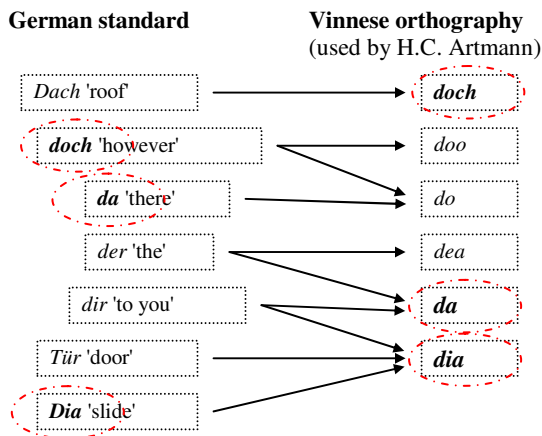 German standard Vinnese orthography
(used by H.C. Artmann)
Dach 'roof' doch
doch 'however' doo
da 'there' do
der 'the' dea
dir 'to you' da
Tür 'door' dia
Dia 'slide'